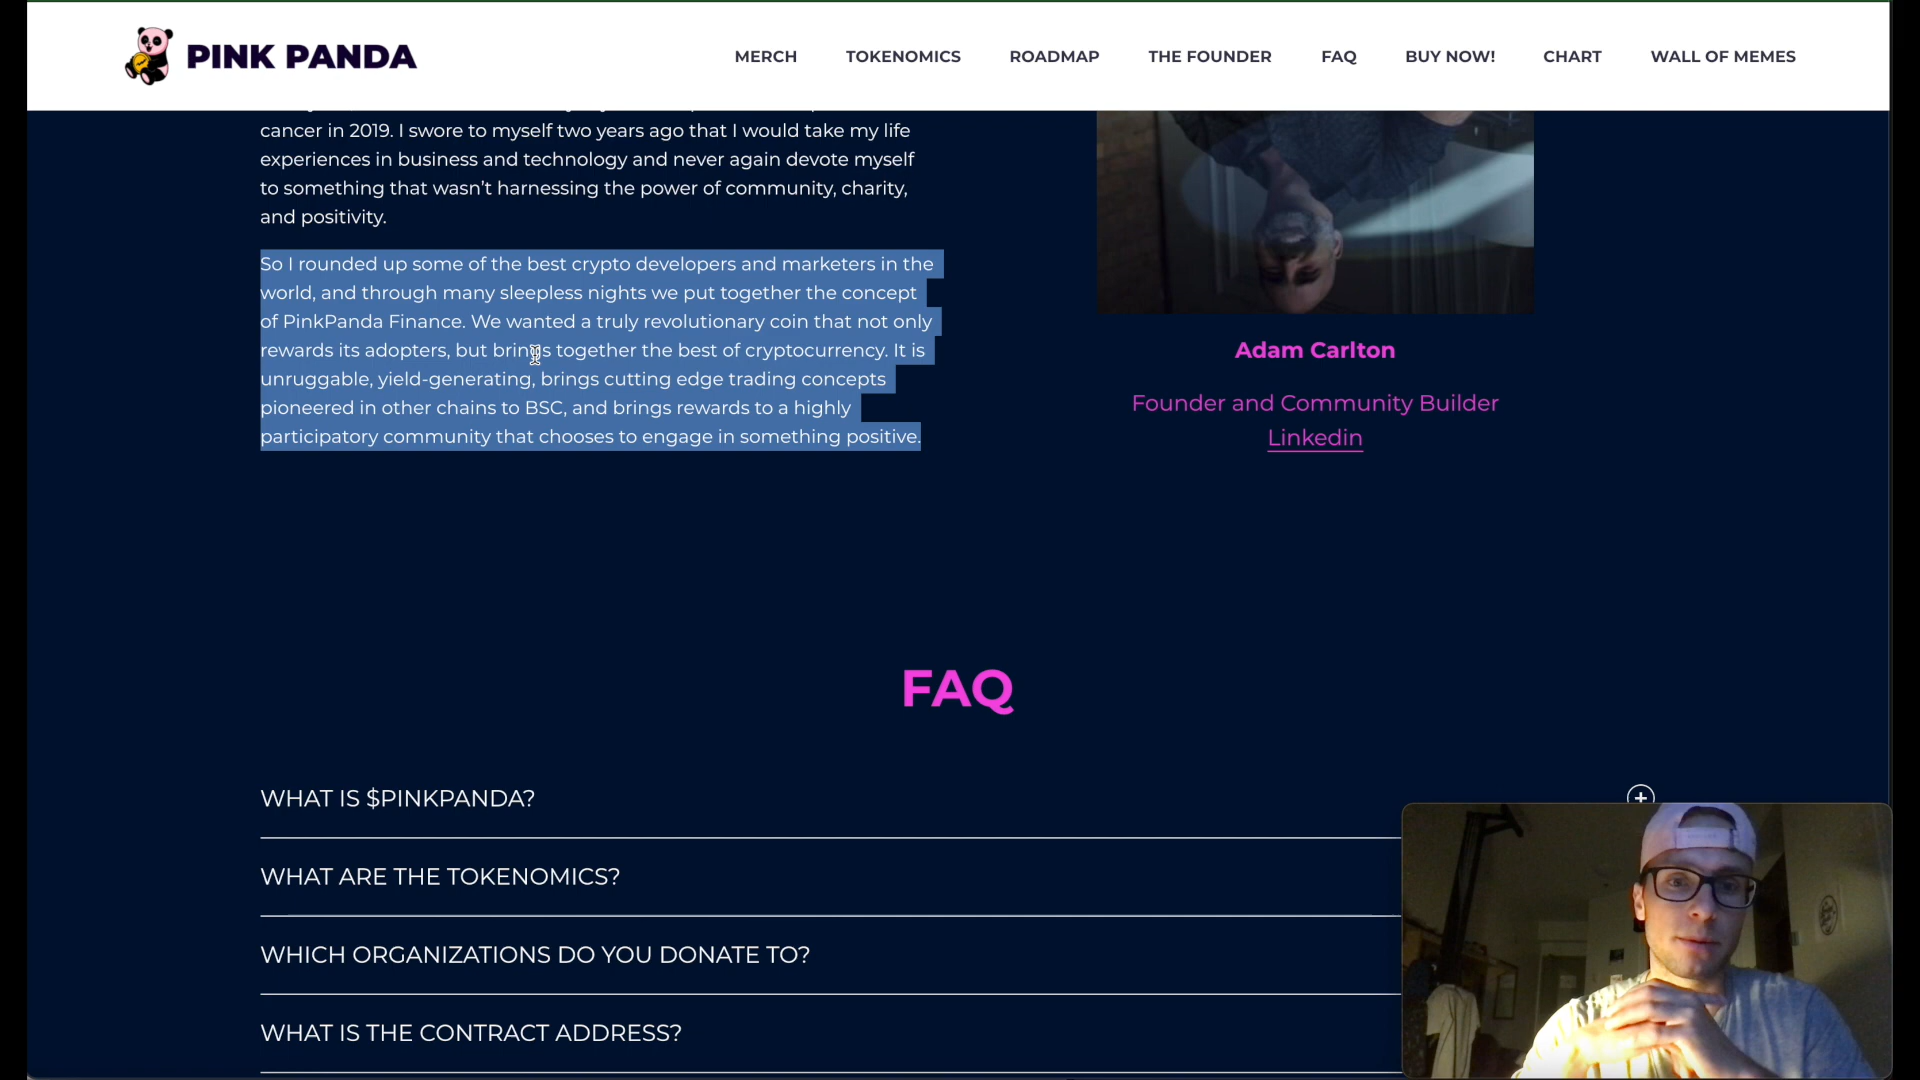 PINK PANDA
MERCH
TOKENOMICS
ROADMAP
THE FOUNDER
FAQ
BUY NOW!
CHART
WALL OF MEMES
cancer in 2019. I swore to myself two years ago that I would take my life
experiences in business and technology and never again devote myself
to something that wasn't harnessing the power of community, charity,
and positivity.
So I rounded up some of the best crypto developers and marketers in the
world, and through many sleepless nights we put together the concept
of PinkPanda Finance. We wanted a truly revolutionary coin that not only
rewards its adopters, but brings together the best of cryptocurrency. It is
unruggable, yield-generating, brings cutting edge trading concepts
pioneered in other chains to BSC, and brings rewards to a highly
participatory community that chooses to engage in something positive.
Adam Carlton
Founder and Community Builder
Linkedin
FAQ
WHAT IS $PINKPANDA?
WHAT ARE THE TOKENOMICS?
WHICH ORGANIZATIONS DO YOU DONATE TO?
WHAT IS THE CONTRACT ADDRESS?